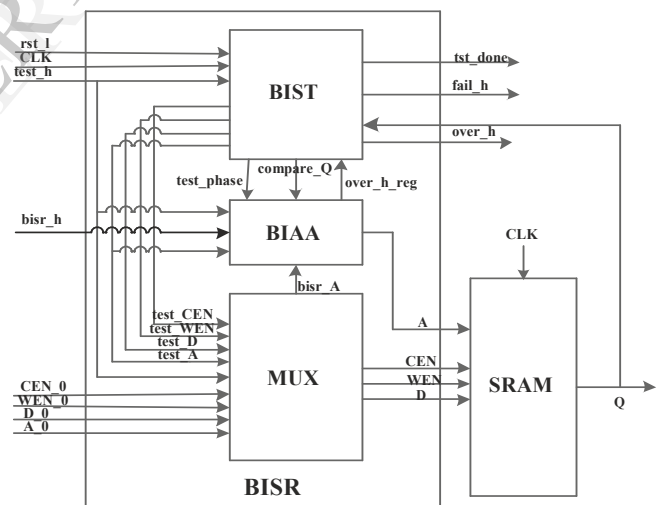 rst_l
CLK
test_h
BIST
tst_done
fail_h
over_h
test_phase
compare_Q
over_h_reg
bisr_h
BIAA
CLK
bisr_A
test_CEN
test_WEN
test_D
test_A
MUX
A
CEN
WEN
D
SRAM
Q
CEN_0
WEN_0
D_0
A_0
BISR